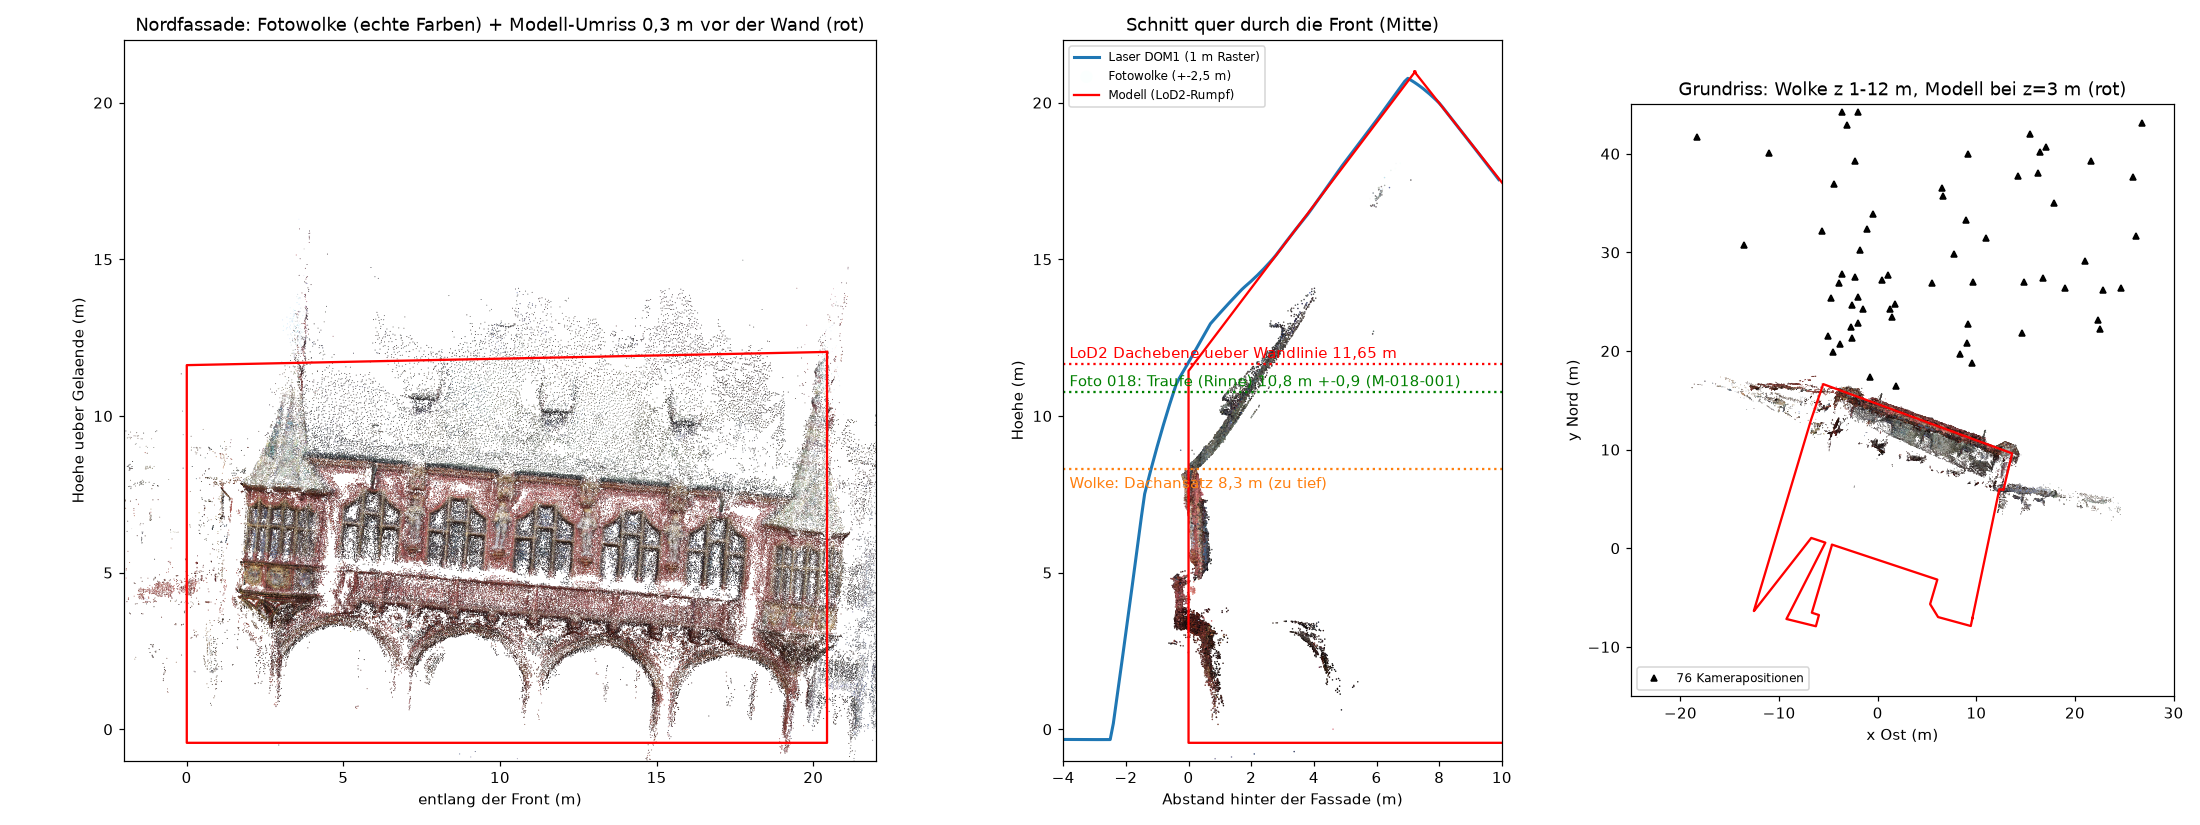 Nordfassade: Fotowolke (echte Farben) + Modell-Umriss 0,3 m vor der Wand (rot)
Hoehe ueber Gelaende (m)
20
15
10
5
0
0
5
10
15
20
entlang der Front (m)
Schnitt quer durch die Front (Mitte)
Laser DOM1 (1 m Raster)
Fotowolke (+-2,5 m)
Modell (LoD2-Rumpf)
Hoehe (m)
20
15
10
5
0
LoD2 Dachebene ueber Wandlinie 11,65 m
Foto 018: Traufe (Rinne) 10,8 m +-0,9 (M-018-001)
Wolke: Dachansatz 8,3 m (zu tief)
−4
−2
0
2
4
6
8
10
Abstand hinter der Fassade (m)
Grundriss: Wolke z 1-12 m, Modell bei z=3 m (rot)
y Nord (m)
40
30
20
10
0
−10
76 Kamerapositionen
−20
−10
0
10
20
30
x Ost (m)